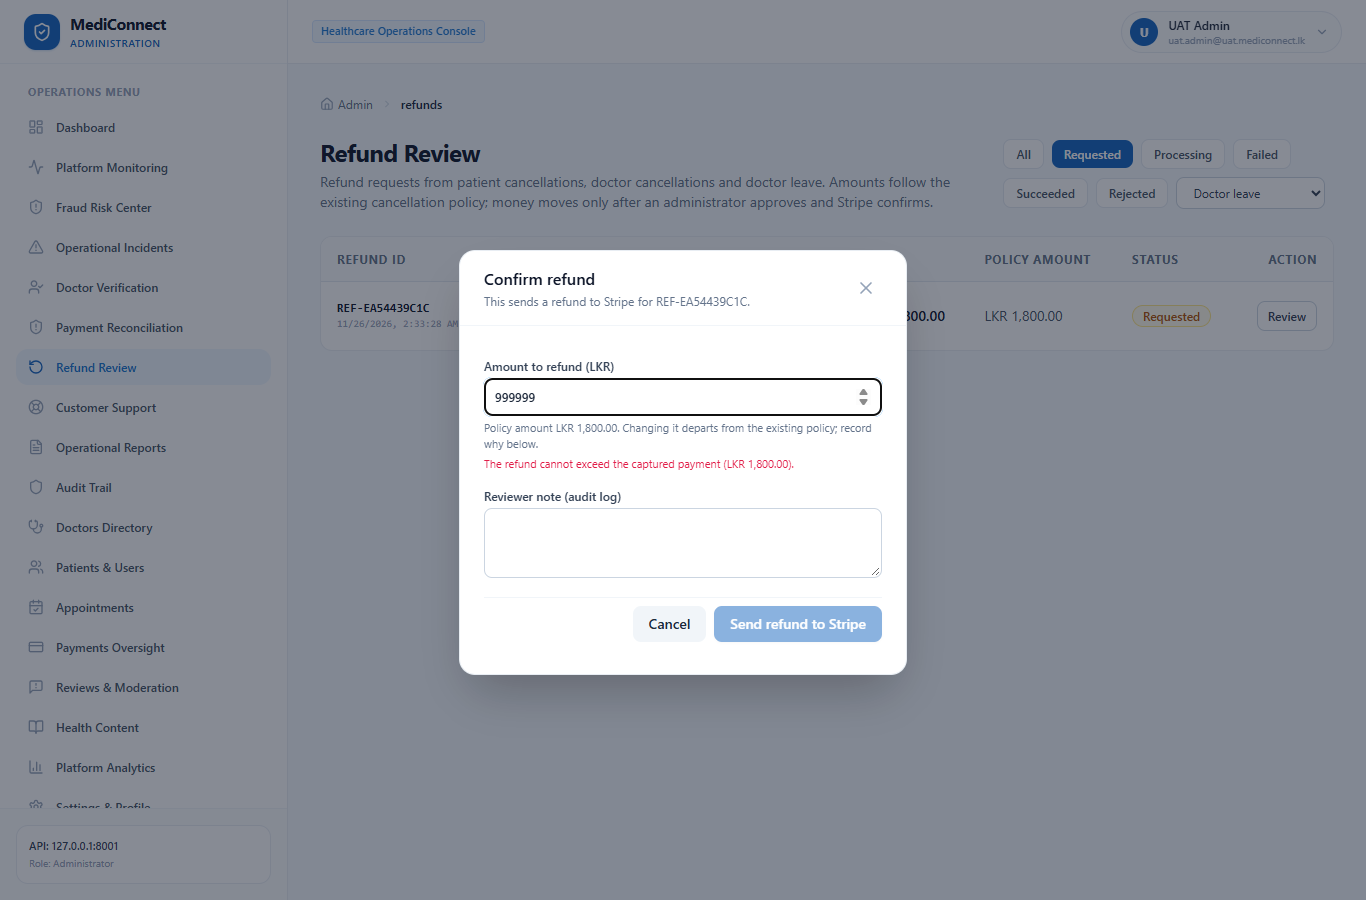 MediConnect
ADMINISTRATION
OPERATIONS MENU
Dashboard
Platform Monitoring
Fraud Risk Center
Operational Incidents
Doctor Verification
Payment Reconciliation
Refund Review
Customer Support
Operational Reports
Audit Trail
Doctors Directory
Patients & Users
Appointments
Payments Oversight
Reviews & Moderation
Health Content
Platform Analytics
Settings & Profile
API: 127.0.0.1:8001
Role: Administrator
Healthcare Operations Console
U
UAT Admin
uat.admin@uat.mediconnect.lk
Admin
refunds
Refund Review
Refund requests from patient cancellations, doctor cancellations and doctor leave. Amounts follow the
existing cancellation policy; money moves only after an administrator approves and Stripe confirms.
All
Requested
Processing
Failed
Succeeded
Rejected
Doctor leave
REFUND ID
POLICY AMOUNT
STATUS
ACTION
REF-EA54439C1C
11/26/2026, 2:33:28 AM
800.00
LKR 1,800.00
Requested
Review
Confirm refund
This sends a refund to Stripe for REF-EA54439C1C.
Amount to refund (LKR)
999999
Policy amount LKR 1,800.00. Changing it departs from the existing policy; record
why below.
The refund cannot exceed the captured payment (LKR 1,800.00).
Reviewer note (audit log)
Cancel
Send refund to Stripe